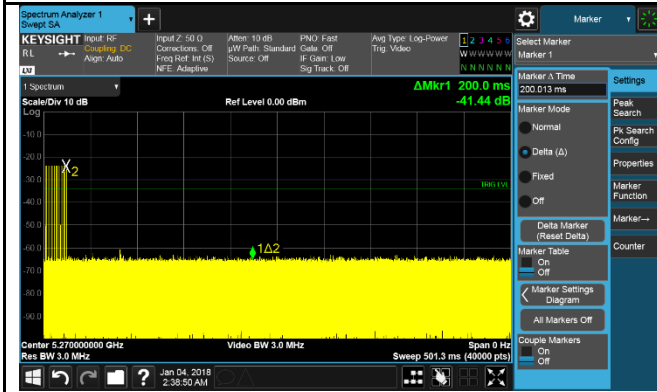 Spectrum Analyzer 1
Swept SA
+
Marker
KEYSIGHT
RL
LXI
Input: RF
Coupling: DC
Align: Auto
Input Z: 50 Ω
Corrections: Off
Freq Ref: Int (S)
NFE: Adaptive
Atten: 10 dB
µW Path: Standard
Source: Off
PNO: Fast
Gate: Off
IF Gain: Low
Sig Track: Off
Avg Type: Log-Power
Trig: Video
1 2 3 4 5 6
W W W W W W
N N N N N N
Select Marker
Marker 1
1 Spectrum
Scale/Div 10 dB
Log
Ref Level 0.00 dBm
ΔMkr1 200.0 ms
-41.44 dB
-10.0
-20.0
-30.0
-40.0
-50.0
-60.0
-70.0
-80.0
-90.0
X2
TRIG LVL
1Δ2
Center 5.270000000 GHz
Res BW 3.0 MHz
Video BW 3.0 MHz
Span 0 Hz
Sweep 501.3 ms (40000 pts)
Marker Δ Time
200.013 ms
Marker Mode
Normal
Delta (Δ)
Fixed
Off
Delta Marker
(Reset Delta)
Marker Table
On
Off
Marker Settings
Diagram
All Markers Off
Couple Markers
On
Off
Settings
Peak
Search
Pk Search
Config
Properties
Marker
Function
Marker→
Counter
?
Jan 04, 2018
2:38:50 AM